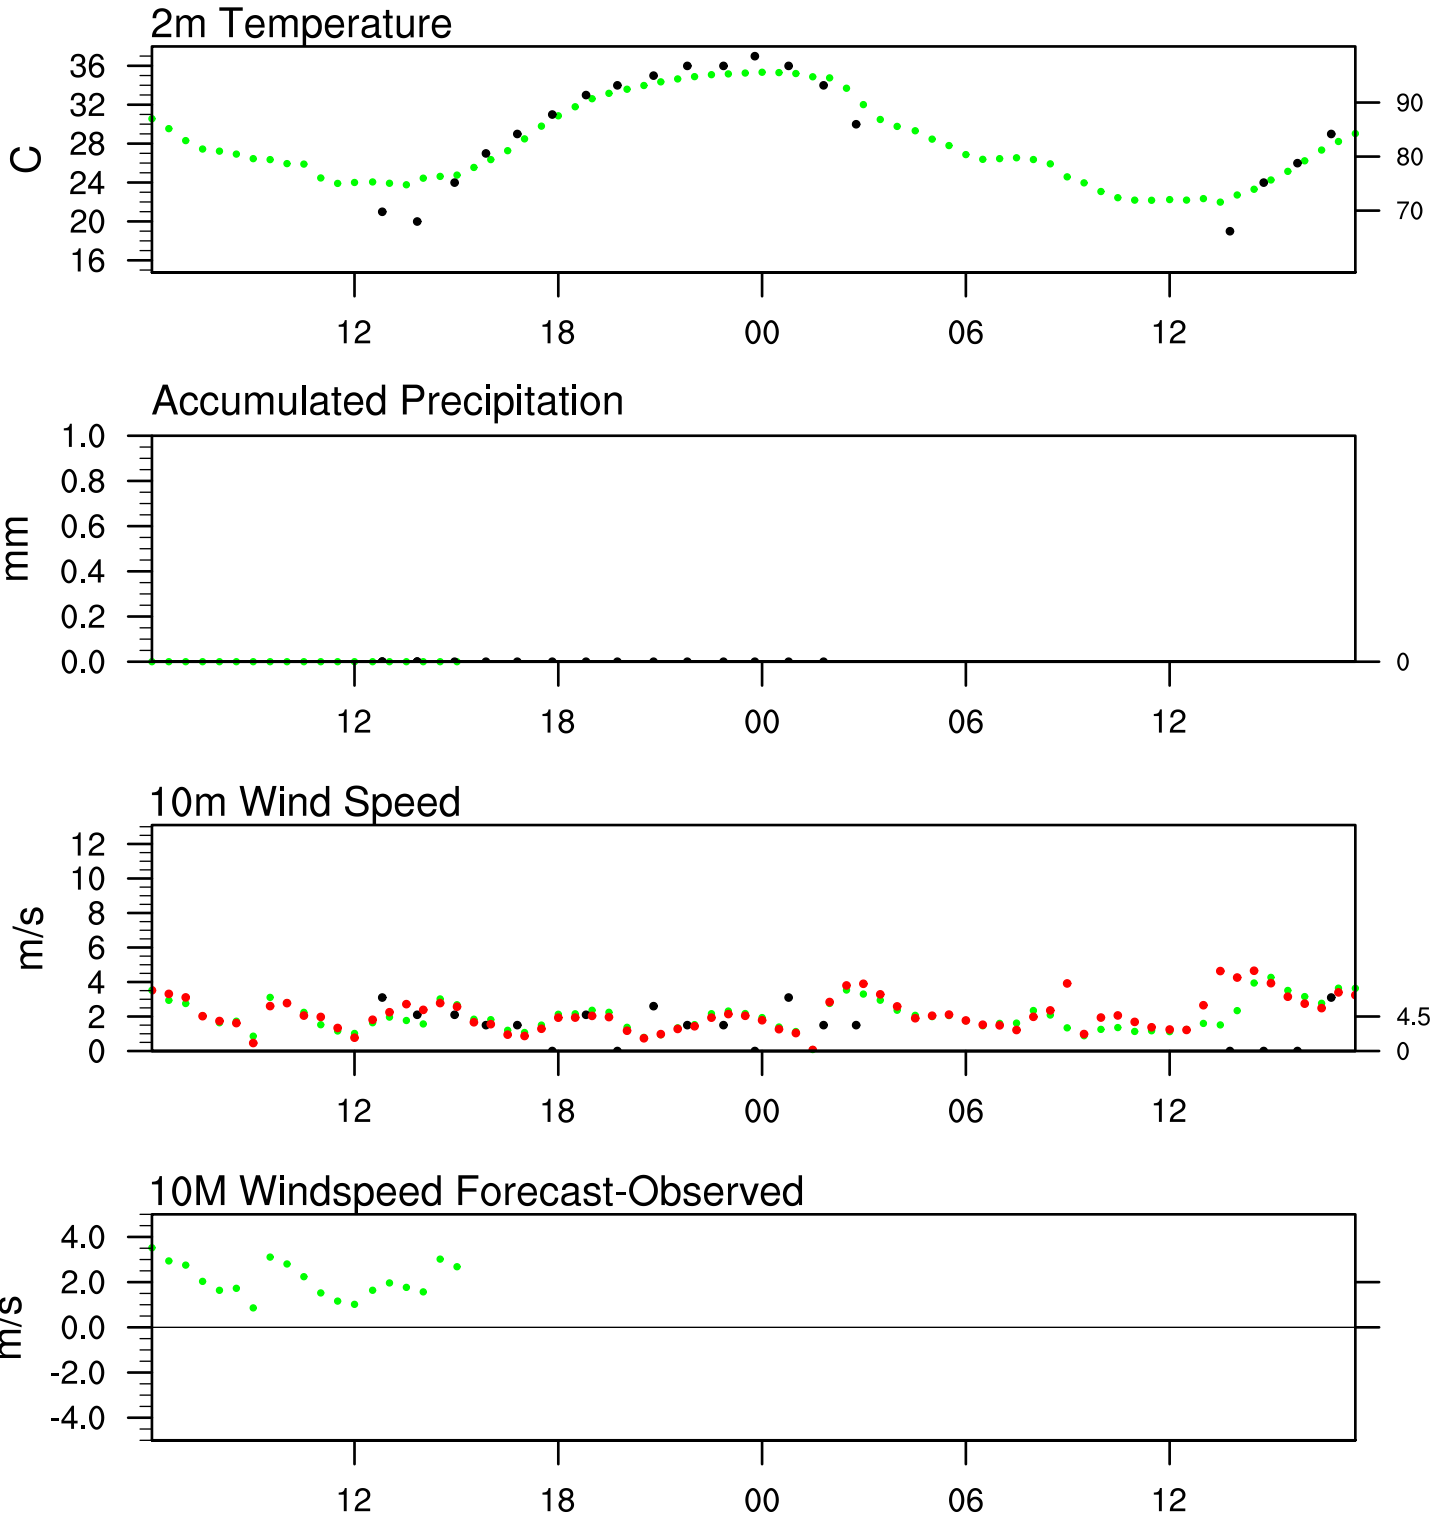 2m Temperature
36
32
28
24
20
16
C
90
80
70
12 18 00 06 12
Accumulated Precipitation
1.0
0.8
0.6
0.4
0.2
0.0
mm
0
12 18 00 06 12
10m Wind Speed
12
10
8
6
4
2
0
m/s
4.5
0
12 18 00 06 12
10M Windspeed Forecast-Observed
4.0
2.0
0.0
-2.0
-4.0
m/s
12 18 00 06 12